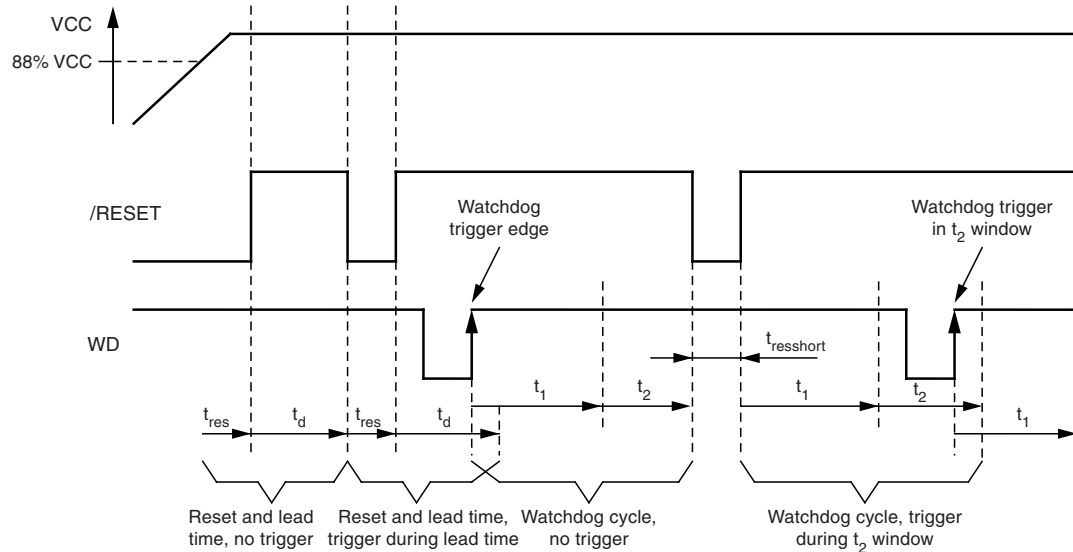 VCC
88% VCC
/RESET
Watchdog
trigger edge
Watchdog trigger
in t2 window
WD
tresshort
t1
t2
t1
t2
tres
td
tres
td
t1
Reset and lead
time, no trigger
Reset and lead time,
trigger during lead time
Watchdog cycle,
no trigger
Watchdog cycle, trigger
during t2 window